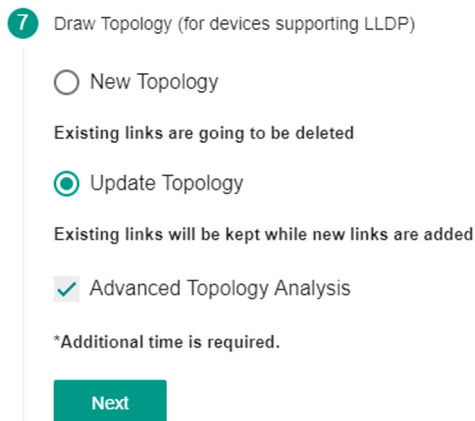 7 Draw Topology (for devices supporting LLDP)
New Topology
Existing links are going to be deleted
Update Topology
Existing links will be kept while new links are added
Advanced Topology Analysis
*Additional time is required.
Next